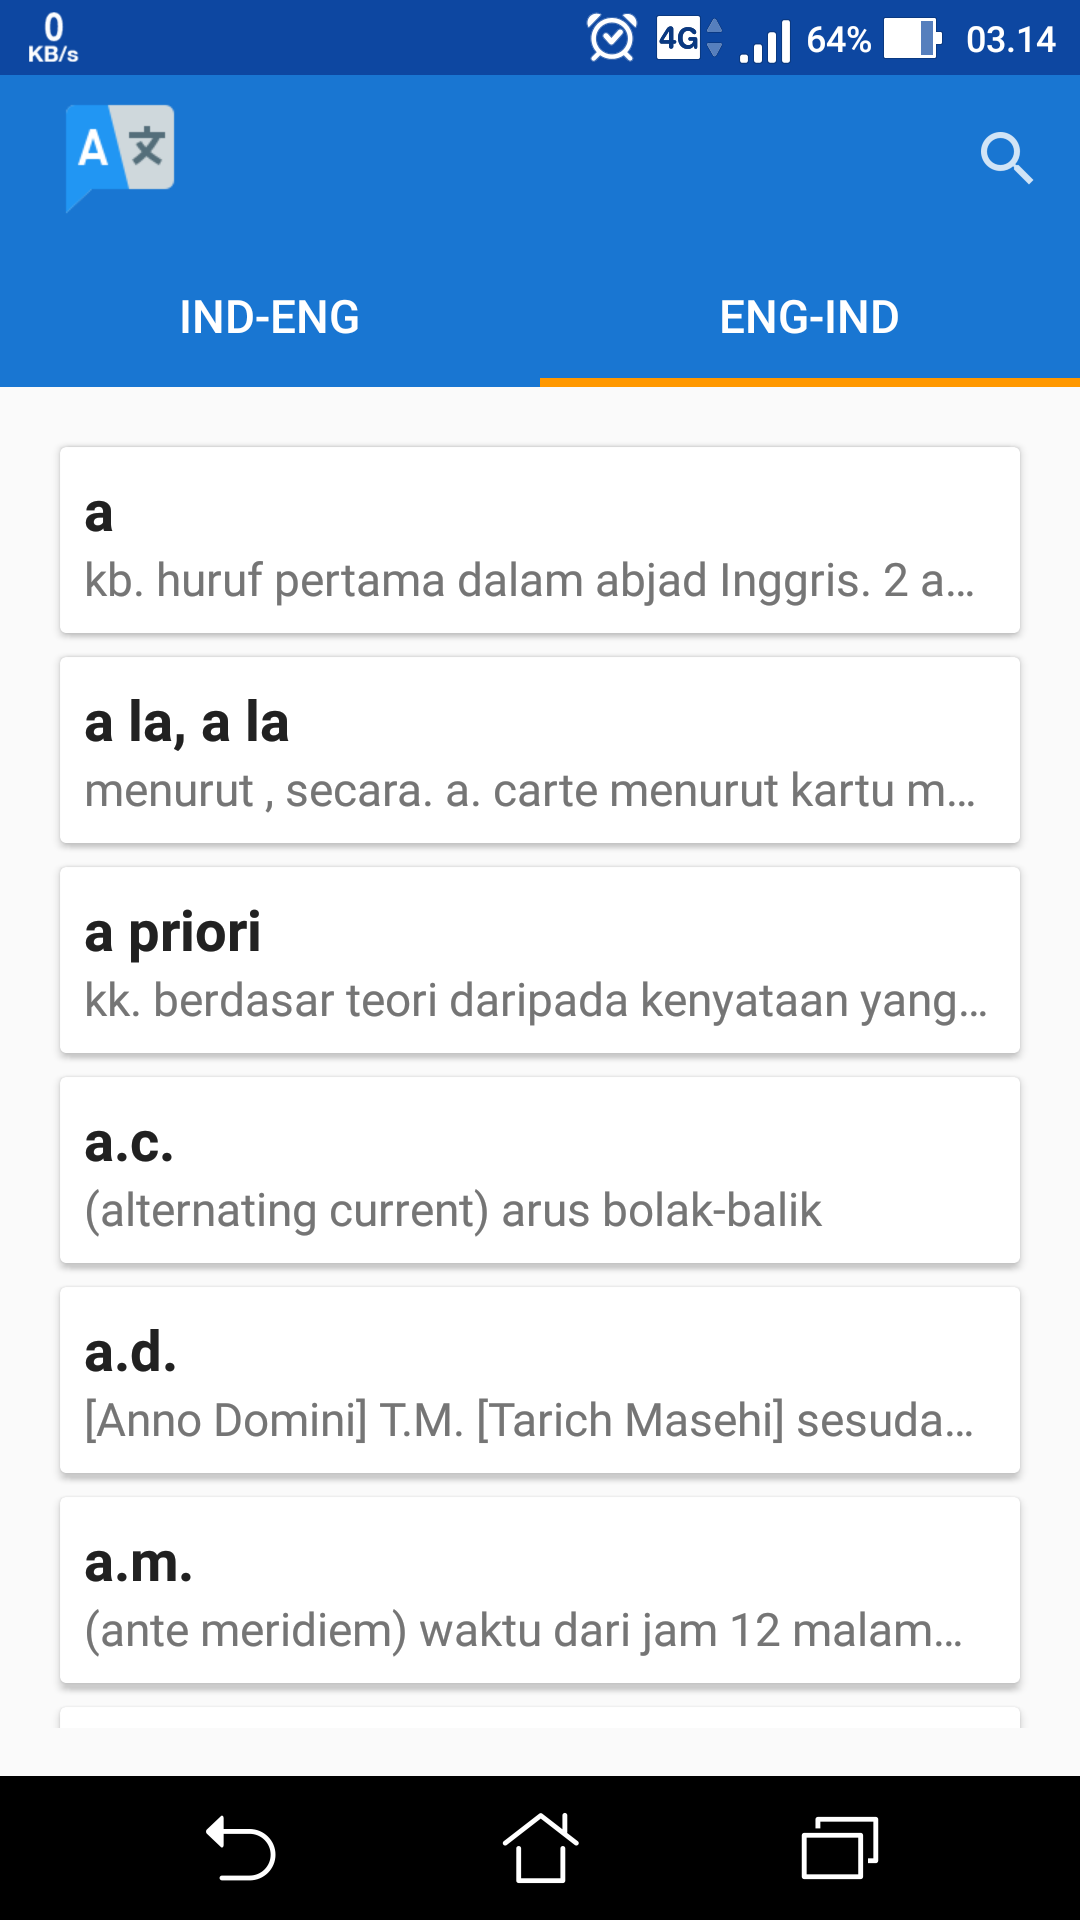 0
KB/s
4G
64%
03.14
A 文
IND-ENG
ENG-IND
a
kb. huruf pertama dalam abjad Inggris. 2 a...
a la, a la
menurut , secara. a. carte menurut kartu m...
a priori
kk. berdasar teori daripada kenyataan yang...
a.c.
(alternating current) arus bolak-balik
a.d.
[Anno Domini] T.M. [Tarich Masehi] sesuda...
a.m.
(ante meridiem) waktu dari jam 12 malam...